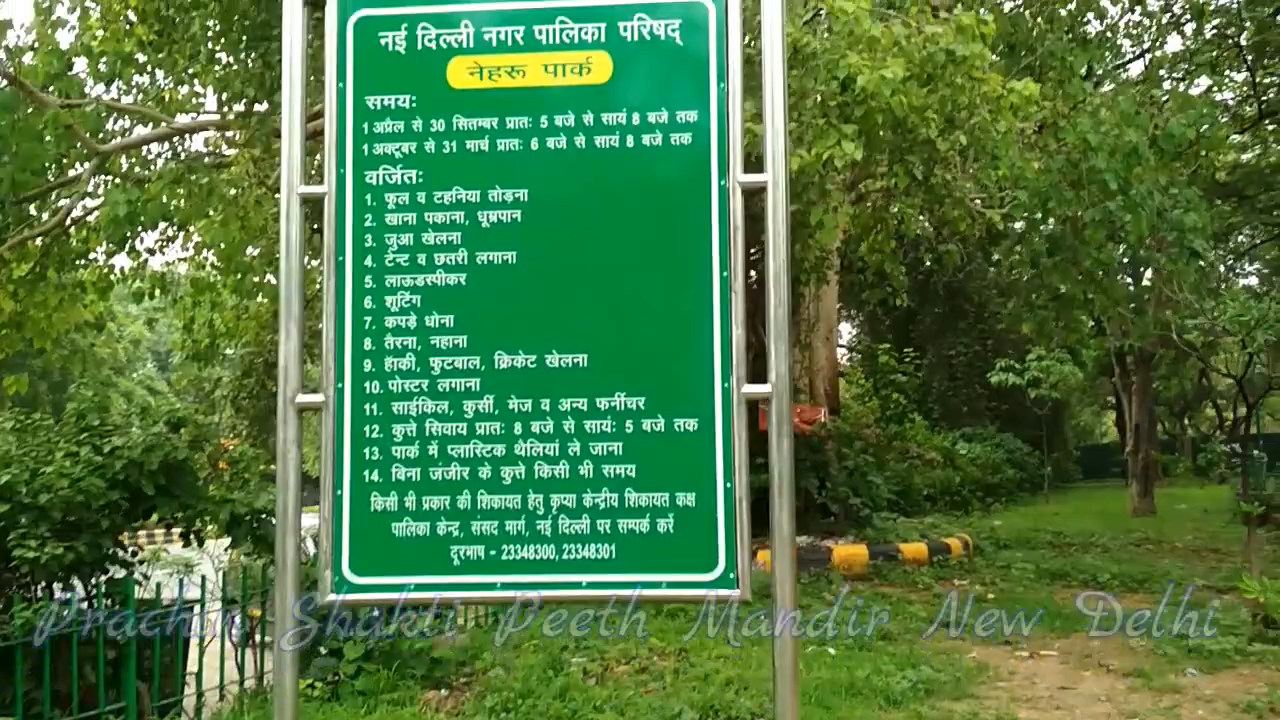 नई दिल्ली नगर पालिका परिषद्
नेहरू पार्क
समयः
1 अप्रैल से 30 सितम्बर प्रातः 5 बजे से सायं 8 बजे तक
1 अक्टूबर से 31 मार्च प्रातः 6 बजे से सायं 8 बजे तक
वर्जितः
1. फूल व टहनिया तोड़ना
2. खाना पकाना, धूम्रपान
3. जुआ खेलना
4. टेन्ट व छतरी लगाना
5. लाऊडस्पीकर
6. शूटिंग
7. कपड़े धोना
8. तैरना, नहाना
9. हॅाकी, फुटबाल, क्रिकेट खेलना
10. पोस्टर लगाना
11. साईकिल, कुर्सी, मेज व अन्य फर्नीचर
12. कुत्ते सिवाय प्रातः 8 बजे से सायंः 5 बजे तक
13. पार्क में प्लास्टिक थैलियां ले जाना
14. बिना जंजीर के कुत्ते किसी भी समय
किसी भी प्रकार की शिकायत हेतु कृप्या केन्द्रीय शिकायत कक्ष
पालिका केन्द्र, संसद मार्ग, नई दिल्ली पर सम्पर्क करें
दूरभाष - 23348300, 23348301
Prachin Shakti Peeth Mandir New Delhi